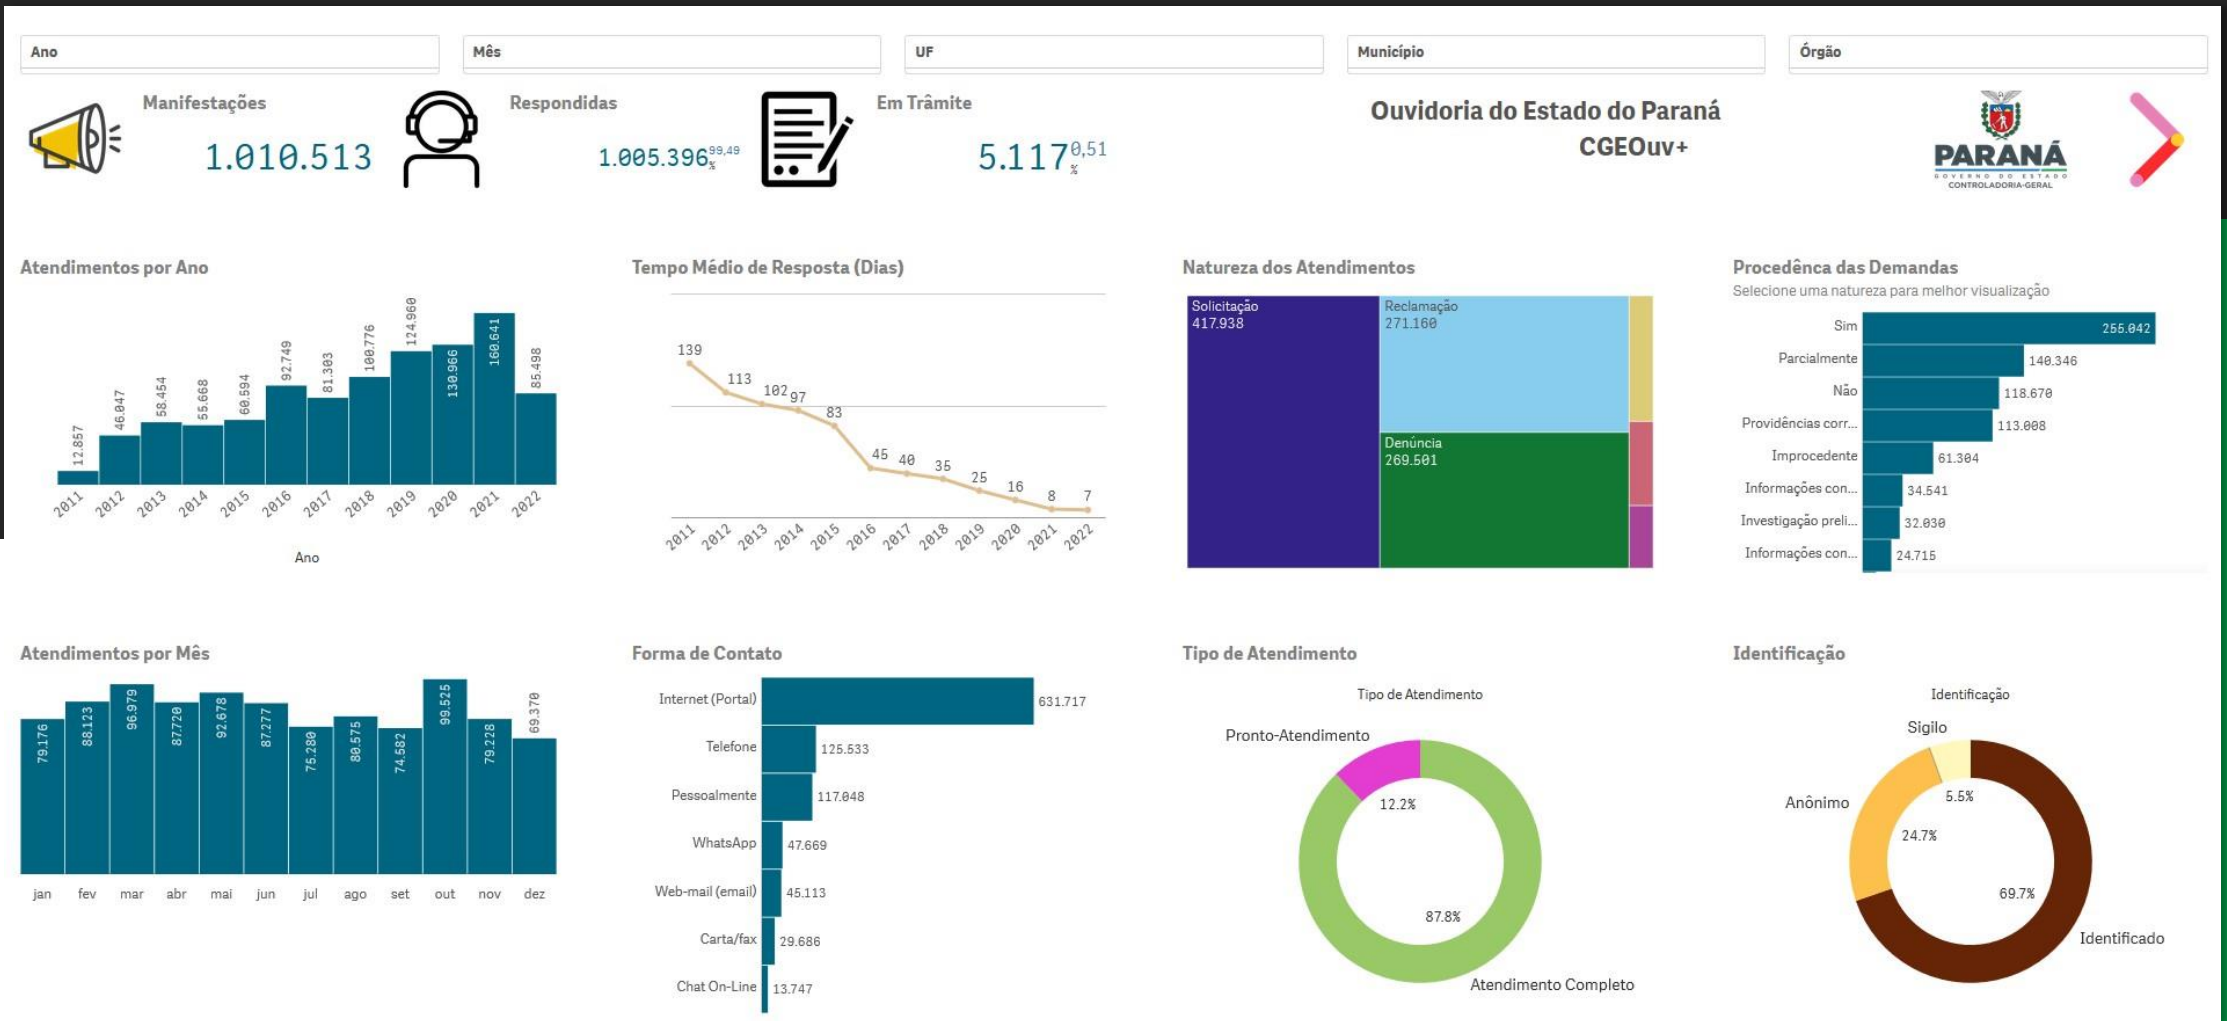 Ano
Mês
UF
Município
Órgão
Manifestações
1.010.513
Respondidas
1.005.396 99,49 %
Em Trâmite
5.117 0,51 %
Ouvidoria do Estado do Paraná
CGEOuv+
PARANÁ
GOVERNO DO ESTADO
CONTROLADORIA-GERAL
Atendimentos por Ano
12.857
46.047
58.454
55.668
60.594
92.749
81.303
100.776
124.960
130.966
160.641
85.498
2011
2012
2013
2014
2015
2016
2017
2018
2019
2020
2021
2022
Ano
Tempo Médio de Resposta (Dias)
139
113
102
97
83
45
40
35
25
16
8
7
2011
2012
2013
2014
2015
2016
2017
2018
2019
2020
2021
2022
Natureza dos Atendimentos
Solicitação
417.938
Reclamação
271.160
Denúncia
269.501
Procedênca das Demandas
Selecione uma natureza para melhor visualização
Sim 255.042
Parcialmente 140.346
Não 118.670
Providências corr... 113.008
Improcedente 61.304
Informações con... 34.541
Investigação preli... 32.030
Informações con... 24.715
Atendimentos por Mês
79.176
88.123
96.979
87.720
92.678
87.277
75.280
80.575
74.582
99.525
79.228
69.370
jan
fev
mar
abr
mai
jun
jul
ago
set
out
nov
dez
Forma de Contato
Internet (Portal) 631.717
Telefone 125.533
Pessoalmente 117.048
WhatsApp 47.669
Web-mail (email) 45.113
Carta/fax 29.686
Chat On-Line 13.747
Tipo de Atendimento
Tipo de Atendimento
Pronto-Atendimento
12.2%
87.8%
Atendimento Completo
Identificação
Identificação
Sigilo
5.5%
Anônimo
24.7%
69.7%
Identificado